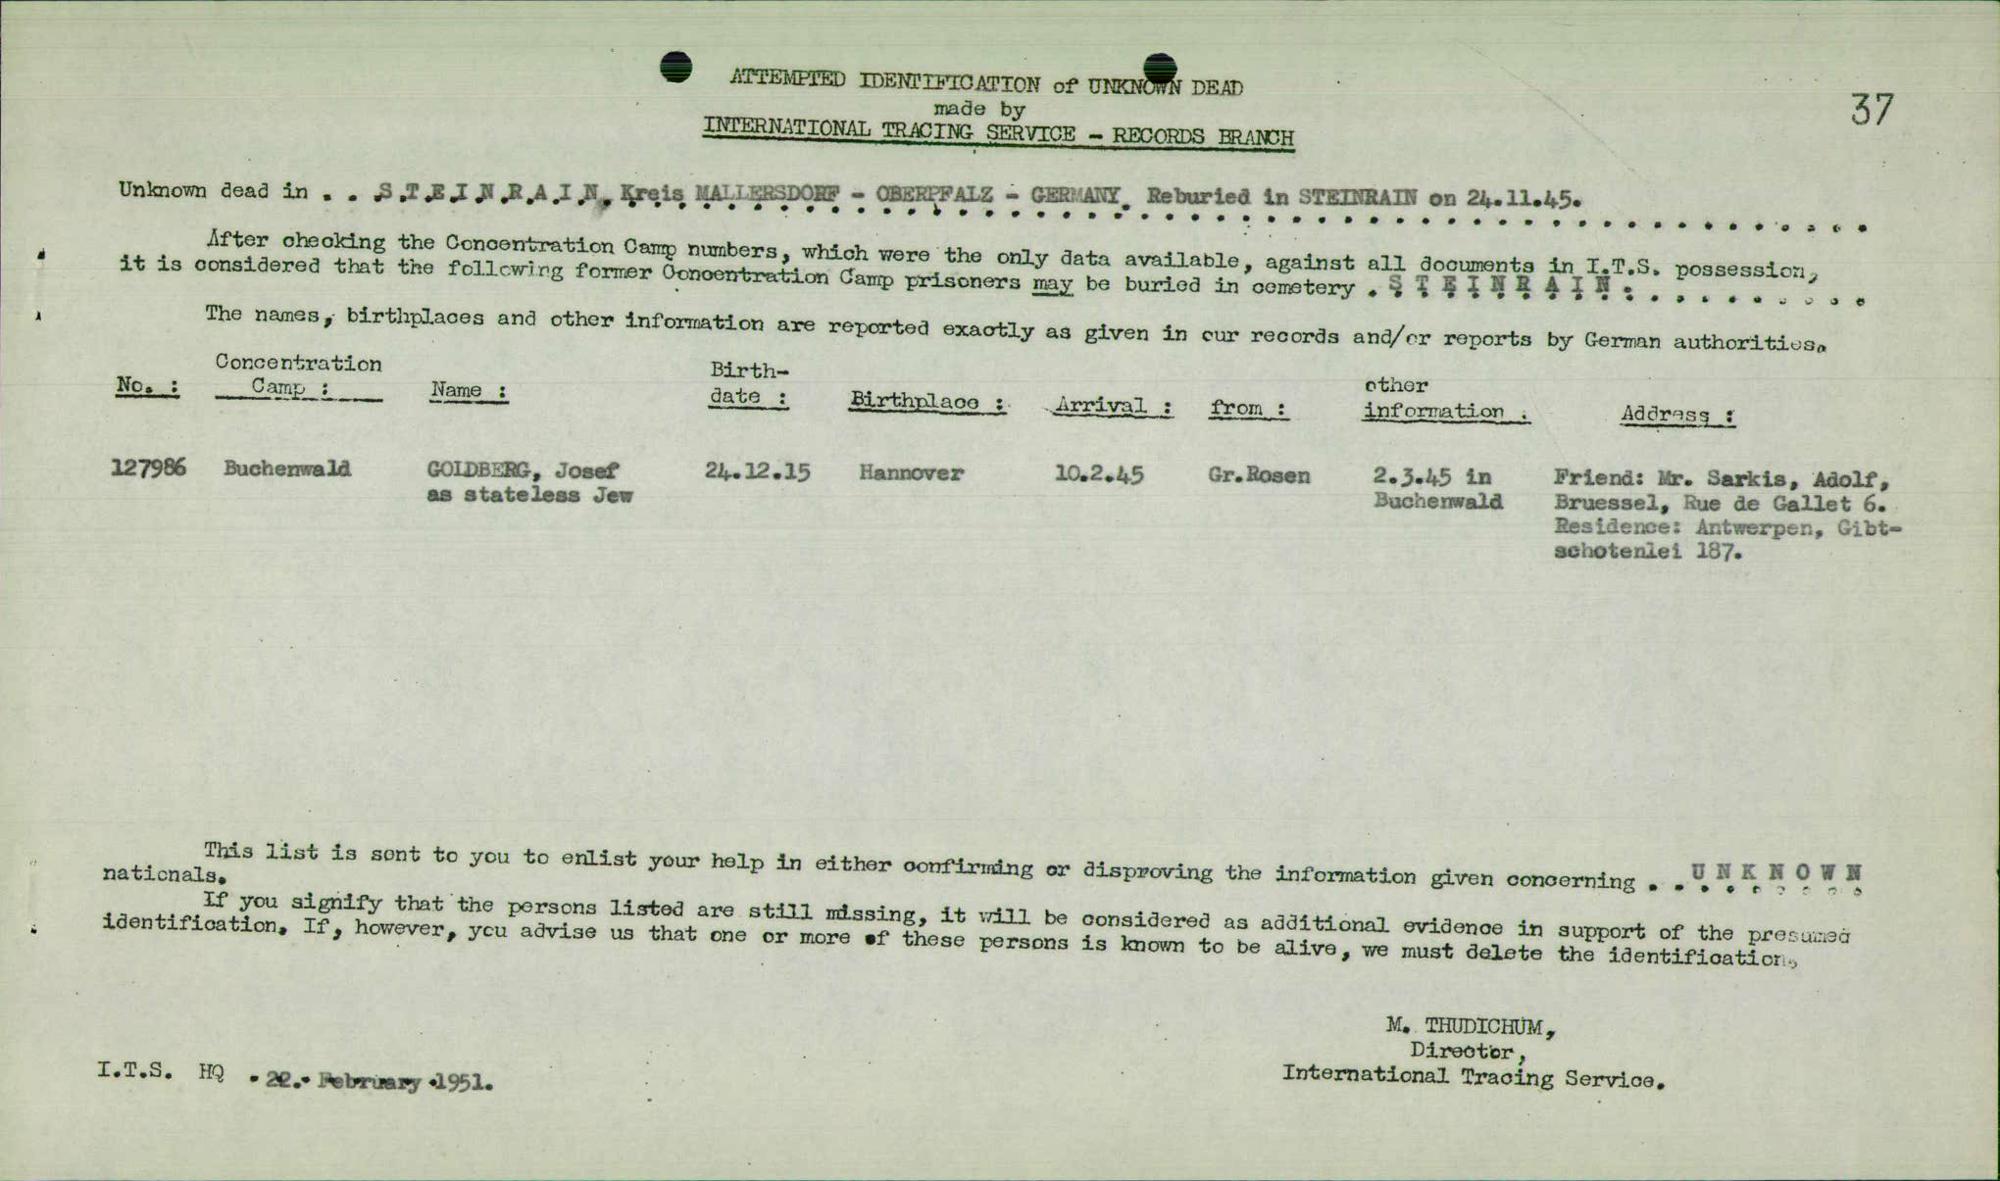 ATTEMPTED IDENTIFICATION of UNKNOWN DEAD
made by
INTERNATIONAL TRACING SERVICE - RECORDS BRANCH
37
Unknown dead in . . S.T.E.I.N.R.A.I.N. Kreis MALLERSDORF - OBERPFALZ - GERMANY. Reburied in STEINRAIN on 24.11.45.
After checking the Concentration Camp numbers, which were the only data available, against all documents in I.T.S. possession,
it is considered that the following former Concentration Camp prisoners may be buried in cemetery . S T E I N R A I N .
The names, birthplaces and other information are reported exactly as given in our records and/or reports by German authorities.
No. : Concentration Camp : Name : Birth-date : Birthplace : Arrival : from : other information : Address :
127986 Buchenwald GOLDBERG, Josef 24.12.15 Hannover 10.2.45 Gr.Rosen 2.3.45 in Friend: Mr. Sarkis, Adolf,
as stateless Jew Buchenwald Bruessel, Rue de Gallet 6.
Residence: Antwerpen, Gibt-
schotenlei 187.
This list is sent to you to enlist your help in either confirming or disproving the information given concerning . . U N K N O W N
nationals.
If you signify that the persons listed are still missing, it will be considered as additional evidence in support of the presumed
identification. If, however, you advise us that one or more of these persons is known to be alive, we must delete the identification.
M. THUDICHUM,
Director,
International Tracing Service.
I.T.S. HQ . 22. February 1951.